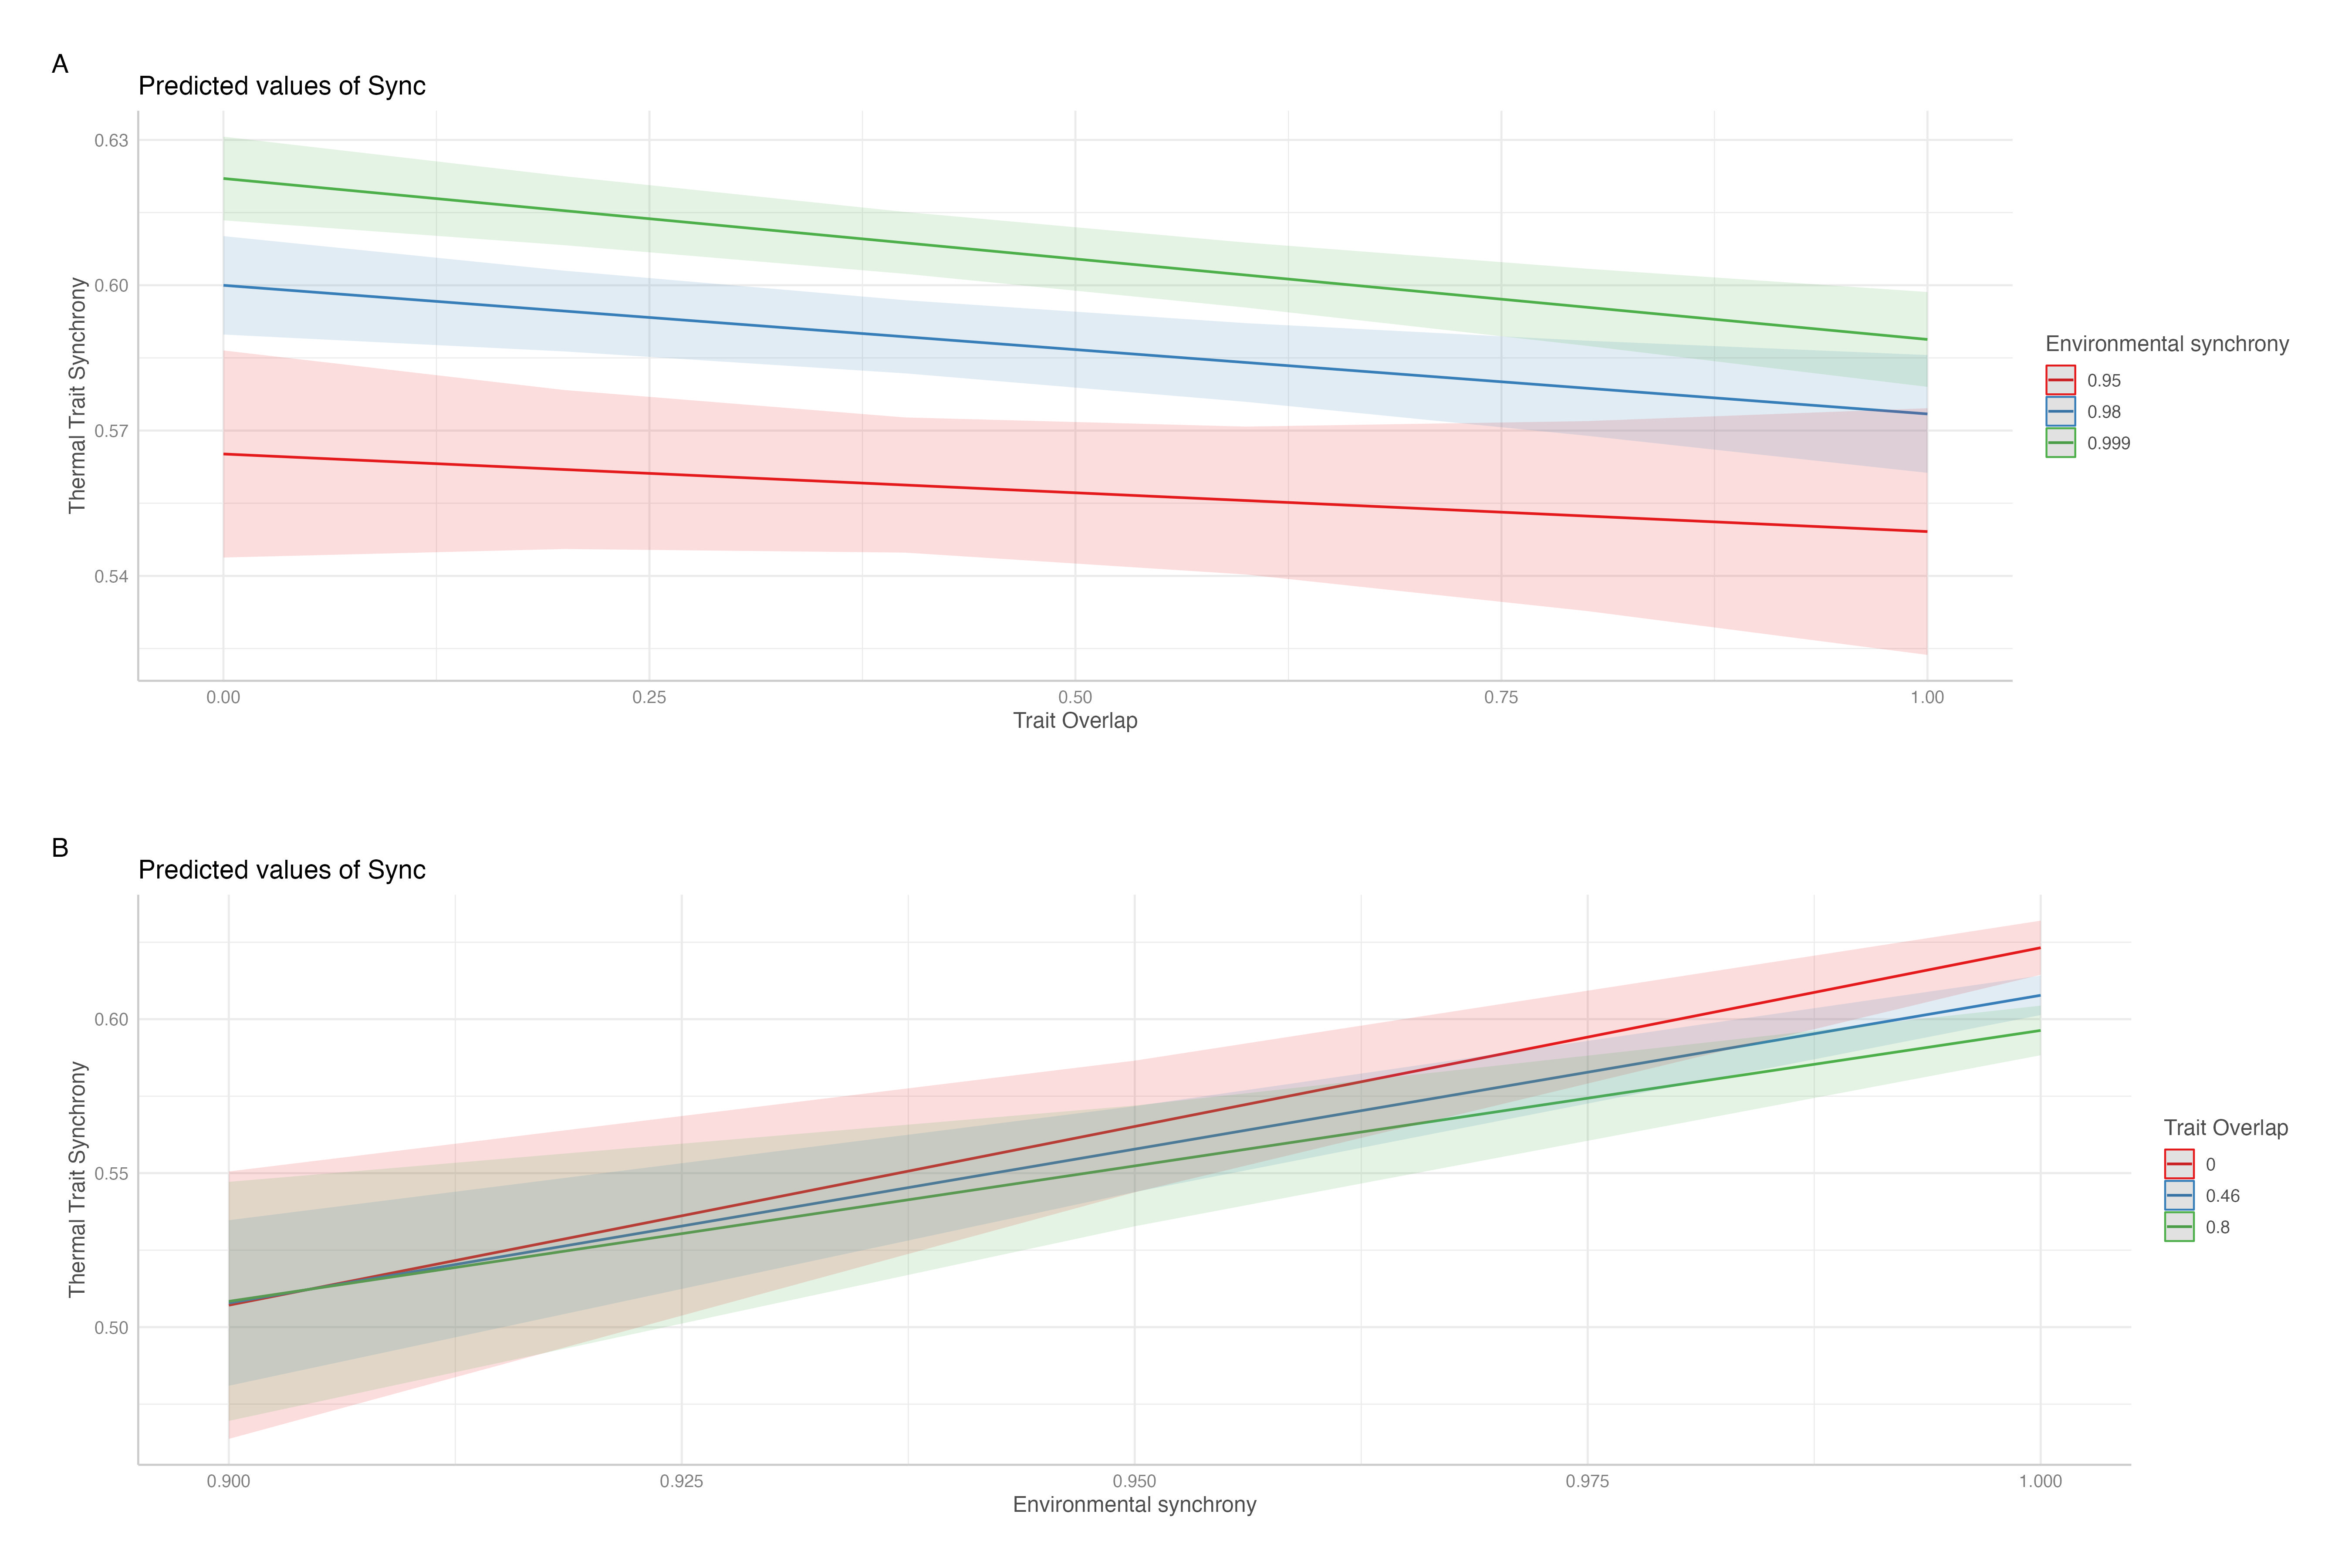 A
Predicted values of Sync
0.63
0.60
0.57
0.54
Thermal Trait Synchrony
0.00 0.25 0.50 0.75 1.00
Trait Overlap
Environmental synchrony
0.95
0.98
0.999
B
Predicted values of Sync
0.60
0.55
0.50
Thermal Trait Synchrony
0.900 0.925 0.950 0.975 1.000
Environmental synchrony
Trait Overlap
0
0.46
0.8